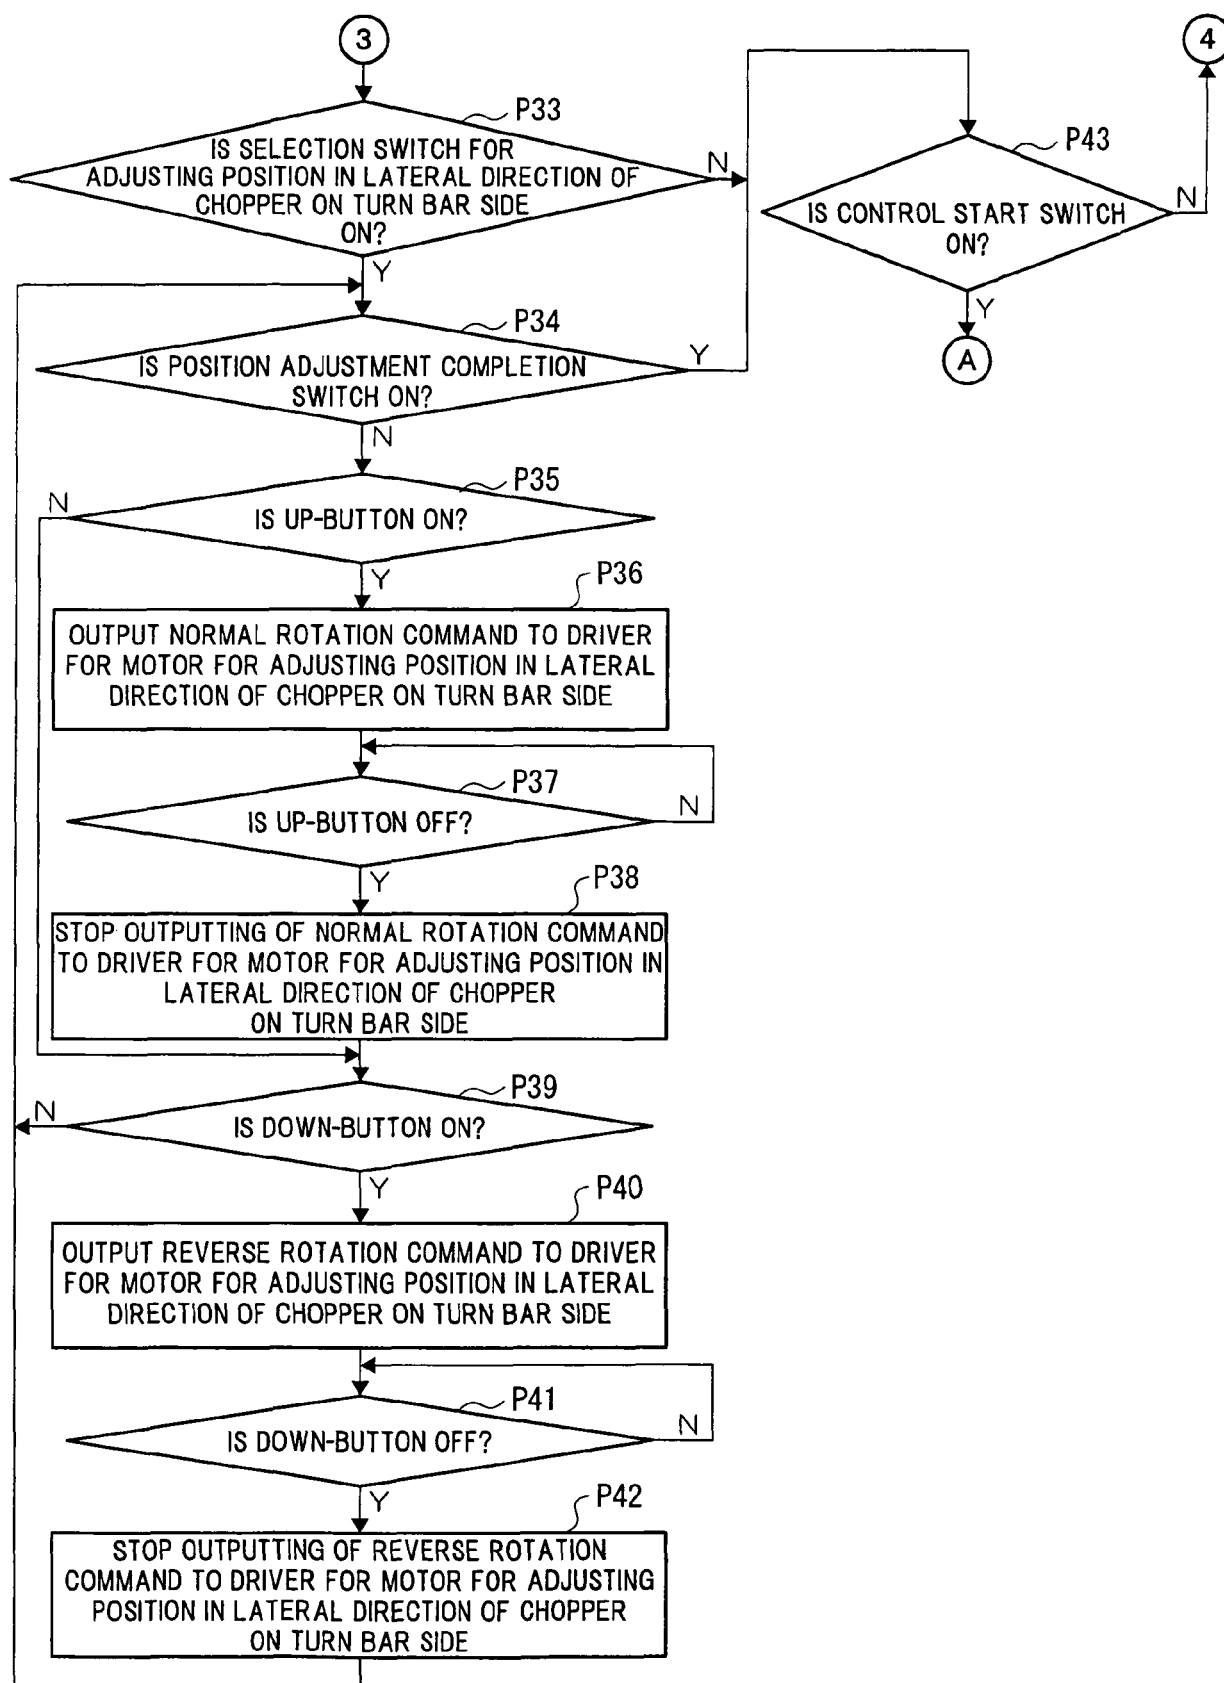 3
P33
IS SELECTION SWITCH FOR
ADJUSTING POSITION IN LATERAL DIRECTION OF
CHOPPER ON TURN BAR SIDE
ON?
N
Y
P34
IS POSITION ADJUSTMENT COMPLETION
SWITCH ON?
Y
N
P35
N
IS UP-BUTTON ON?
Y
P36
OUTPUT NORMAL ROTATION COMMAND TO DRIVER
FOR MOTOR FOR ADJUSTING POSITION IN LATERAL
DIRECTION OF CHOPPER ON TURN BAR SIDE
P37
IS UP-BUTTON OFF?
N
Y
P38
STOP OUTPUTTING OF NORMAL ROTATION COMMAND
TO DRIVER FOR MOTOR FOR ADJUSTING POSITION IN
LATERAL DIRECTION OF CHOPPER
ON TURN BAR SIDE
P39
N
IS DOWN-BUTTON ON?
Y
P40
OUTPUT REVERSE ROTATION COMMAND TO DRIVER
FOR MOTOR FOR ADJUSTING POSITION IN LATERAL
DIRECTION OF CHOPPER ON TURN BAR SIDE
P41
IS DOWN-BUTTON OFF?
N
Y
P42
STOP OUTPUTTING OF REVERSE ROTATION
COMMAND TO DRIVER FOR MOTOR FOR ADJUSTING
POSITION IN LATERAL DIRECTION OF CHOPPER
ON TURN BAR SIDE
4
P43
IS CONTROL START SWITCH
ON?
N
Y
A